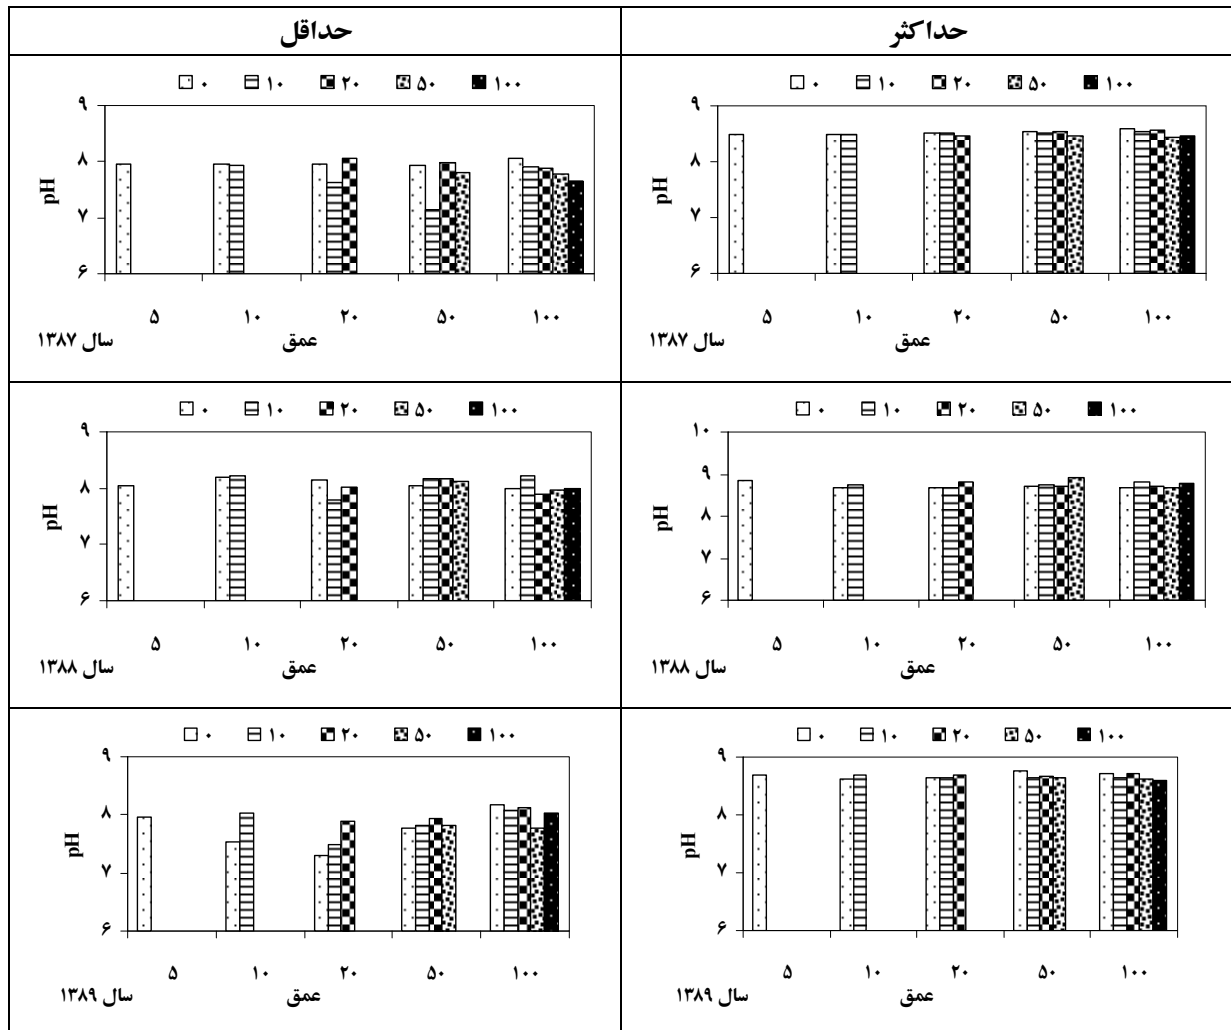 حداکثر
حداقل
۰ ۱۰ ۲۰ ۵۰ ۱۰۰
۹
۸
۷
۶
pH
۵ ۱۰ ۲۰ ۵۰ ۱۰۰
عمق
سال ۱۳۸۷
۰ ۱۰ ۲۰ ۵۰ ۱۰۰
۹
۸
۷
۶
pH
۵ ۱۰ ۲۰ ۵۰ ۱۰۰
عمق
سال ۱۳۸۷
۰ ۱۰ ۲۰ ۵۰ ۱۰۰
۱۰
۹
۸
۷
۶
pH
۵ ۱۰ ۲۰ ۵۰ ۱۰۰
عمق
سال ۱۳۸۸
۰ ۱۰ ۲۰ ۵۰ ۱۰۰
۹
۸
۷
۶
pH
۵ ۱۰ ۲۰ ۵۰ ۱۰۰
عمق
سال ۱۳۸۸
۰ ۱۰ ۲۰ ۵۰ ۱۰۰
۹
۸
۷
۶
pH
۵ ۱۰ ۲۰ ۵۰ ۱۰۰
عمق
سال ۱۳۸۹
۰ ۱۰ ۲۰ ۵۰ ۱۰۰
۹
۸
۷
۶
pH
۵ ۱۰ ۲۰ ۵۰ ۱۰۰
عمق
سال ۱۳۸۹